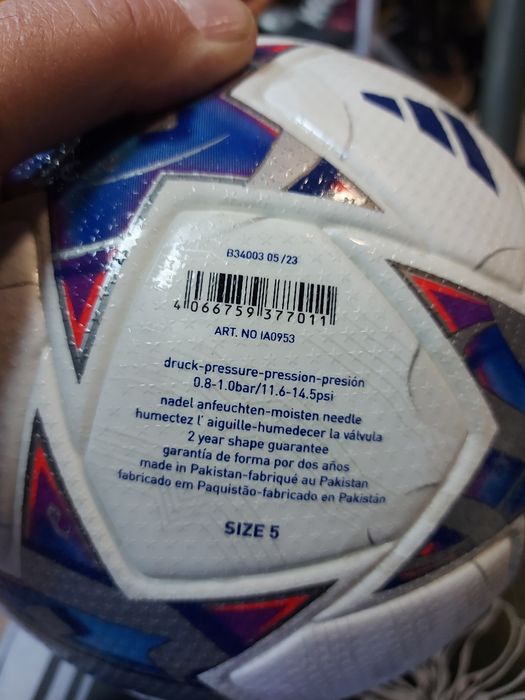 B34003 05/23
4 066759 377011
ART. NO IA0953
druck-pressure-pression-presión
0.8-1.0bar/11.6-14.5psi
nadel anfeuchten-moisten needle
humectez l' aiguille-humedecer la válvula
2 year shape guarantee
garantía de forma por dos años
made in Pakistan-fabriqué au Pakistan
fabricado em Paquistão-fabricado en Pakistán
SIZE 5